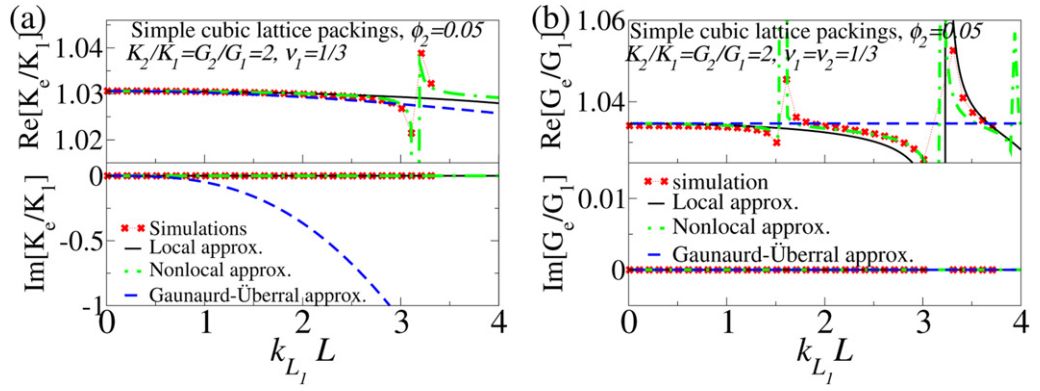 (a)
Simple cubic lattice packings, ϕ₂=0.05
K₂/K₁=G₂/G₁=2, ν₁=1/3
Re[Kₑ/K₁]
1.04
1.03
1.02
Im[Kₑ/K₁]
0
-0.5
-1
Simulations
Local approx.
Nonlocal approx.
Gaunaurd-Überral approx.
0 1 2 3 4
k_{L₁} L
(b)
Simple cubic lattice packings, ϕ₂=0.05
K₂/K₁=G₂/G₁=2, ν₁=ν₂=1/3
Re[Gₑ/G₁]
1.06
1.04
Im[Gₑ/G₁]
0.01
0
simulation
Local approx.
Nonlocal approx.
Gaunaurd-Überral approx.
0 1 2 3 4
k_{L₁} L